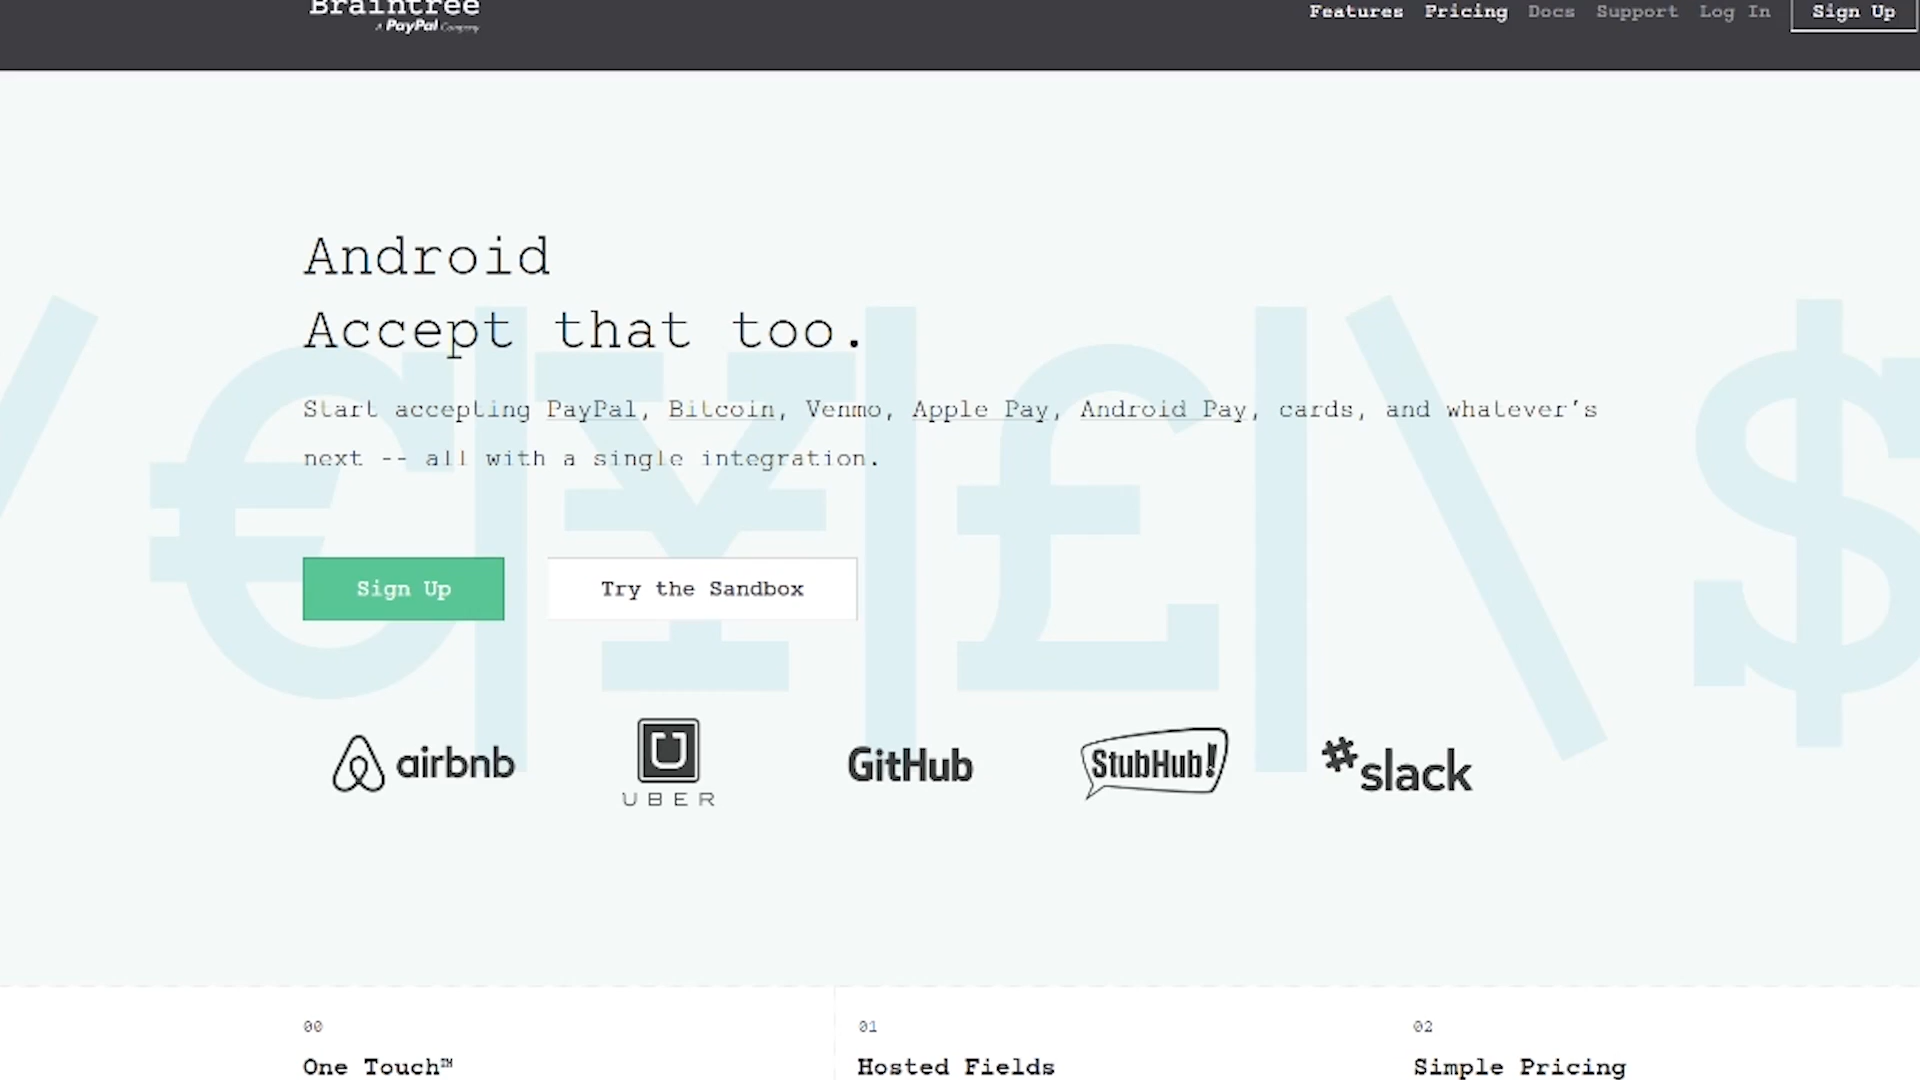 Braintree
A PayPal Company
Features Pricing Docs Support Log In Sign Up
Android
Accept that too.
Start accepting PayPal, Bitcoin, Venmo, Apple Pay, Android Pay, cards, and whatever's
next -- all with a single integration.
Sign Up Try the Sandbox
airbnb
UBER
GitHub
StubHub!
#slack
€|¥|£|\$
00
One Touch™
01
Hosted Fields
02
Simple Pricing